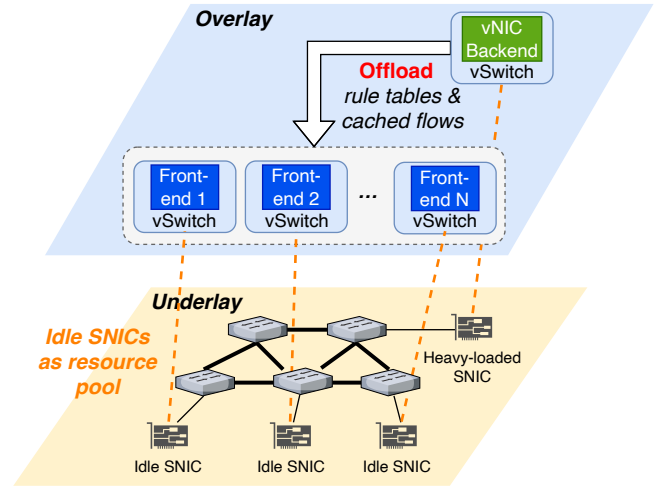 Overlay
vNIC
Backend
vSwitch
Offload
rule tables &
cached flows
Front-
end 1
vSwitch
Front-
end 2
vSwitch
...
Front-
end N
vSwitch
Underlay
Idle SNICs
as resource
pool
Heavy-loaded
SNIC
Idle SNIC
Idle SNIC
Idle SNIC